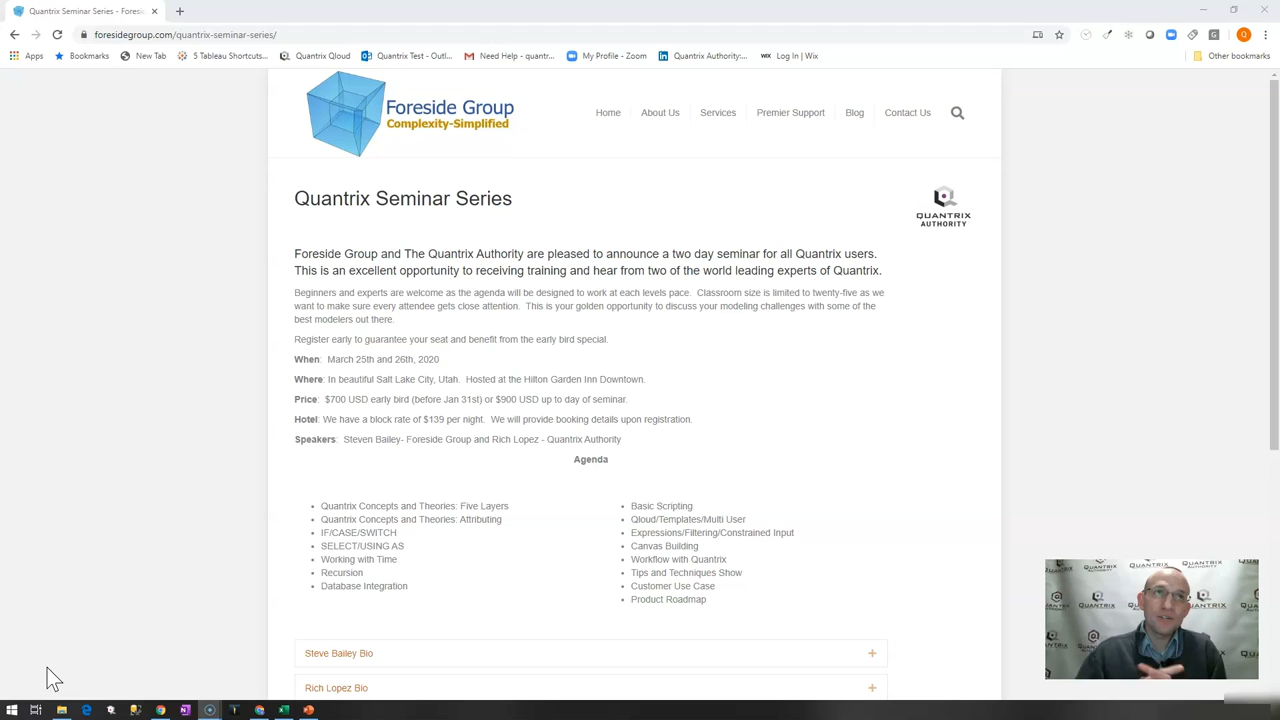 Quantrix Seminar Series - Foresi
foresidegroup.com/quantrix-seminar-series/
Apps
Bookmarks
New Tab
5 Tableau Shortcuts...
Quantrix Qloud
Quantrix Test - Outl...
Need Help - quantr...
My Profile - Zoom
Quantrix Authority:...
WIX
Log In | Wix
Other bookmarks
Foreside Group
Complexity-Simplified
Home
About Us
Services
Premier Support
Blog
Contact Us
Quantrix Seminar Series
QUANTRIX
AUTHORITY
Foreside Group and The Quantrix Authority are pleased to announce a two day seminar for all Quantrix users.
This is an excellent opportunity to receiving training and hear from two of the world leading experts of Quantrix.
Beginners and experts are welcome as the agenda will be designed to work at each levels pace. Classroom size is limited to twenty-five as we
want to make sure every attendee gets close attention. This is your golden opportunity to discuss your modeling challenges with some of the
best modelers out there.
Register early to guarantee your seat and benefit from the early bird special.
When: March 25th and 26th, 2020
Where: In beautiful Salt Lake City, Utah. Hosted at the Hilton Garden Inn Downtown.
Price: $700 USD early bird (before Jan 31st) or $900 USD up to day of seminar.
Hotel: We have a block rate of $139 per night. We will provide booking details upon registration.
Speakers: Steven Bailey- Foreside Group and Rich Lopez - Quantrix Authority
Agenda
Quantrix Concepts and Theories: Five Layers
Quantrix Concepts and Theories: Attributing
IF/CASE/SWITCH
SELECT/USING AS
Working with Time
Recursion
Database Integration
Basic Scripting
Qloud/Templates/Multi User
Expressions/Filtering/Constrained Input
Canvas Building
Workflow with Quantrix
Tips and Techniques Show
Customer Use Case
Product Roadmap
Steve Bailey Bio
Rich Lopez Bio
QUANTRIX
QUANTRIX
QUANTRIX